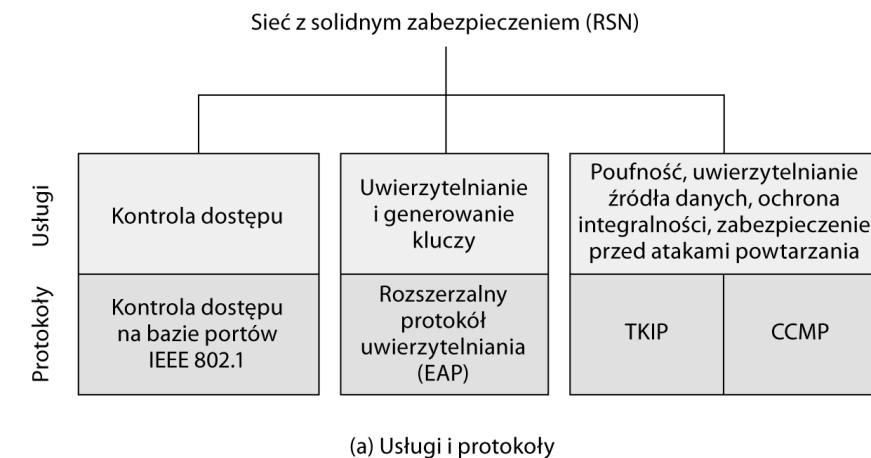 Sieć z solidnym zabezpieczeniem (RSN)
Usługi
Kontrola dostępu
Uwierzytelnianie
i generowanie
kluczy
Poufność, uwierzytelnianie
źródła danych, ochrona
integralności, zabezpieczenie
przed atakami powtarzania
Protokoły
Kontrola dostępu
na bazie portów
IEEE 802.1
Rozszerzalny
protokół
uwierzytelniania
(EAP)
TKIP
CCMP
(a) Usługi i protokoły